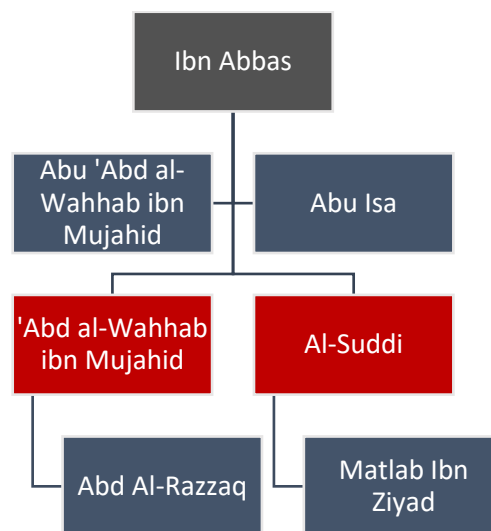 Ibn Abbas
Abu 'Abd al-
Wahhab ibn
Mujahid
Abu Isa
'Abd al-Wahhab
ibn Mujahid
Al-Suddi
Abd Al-Razzaq
Matlab Ibn
Ziyad